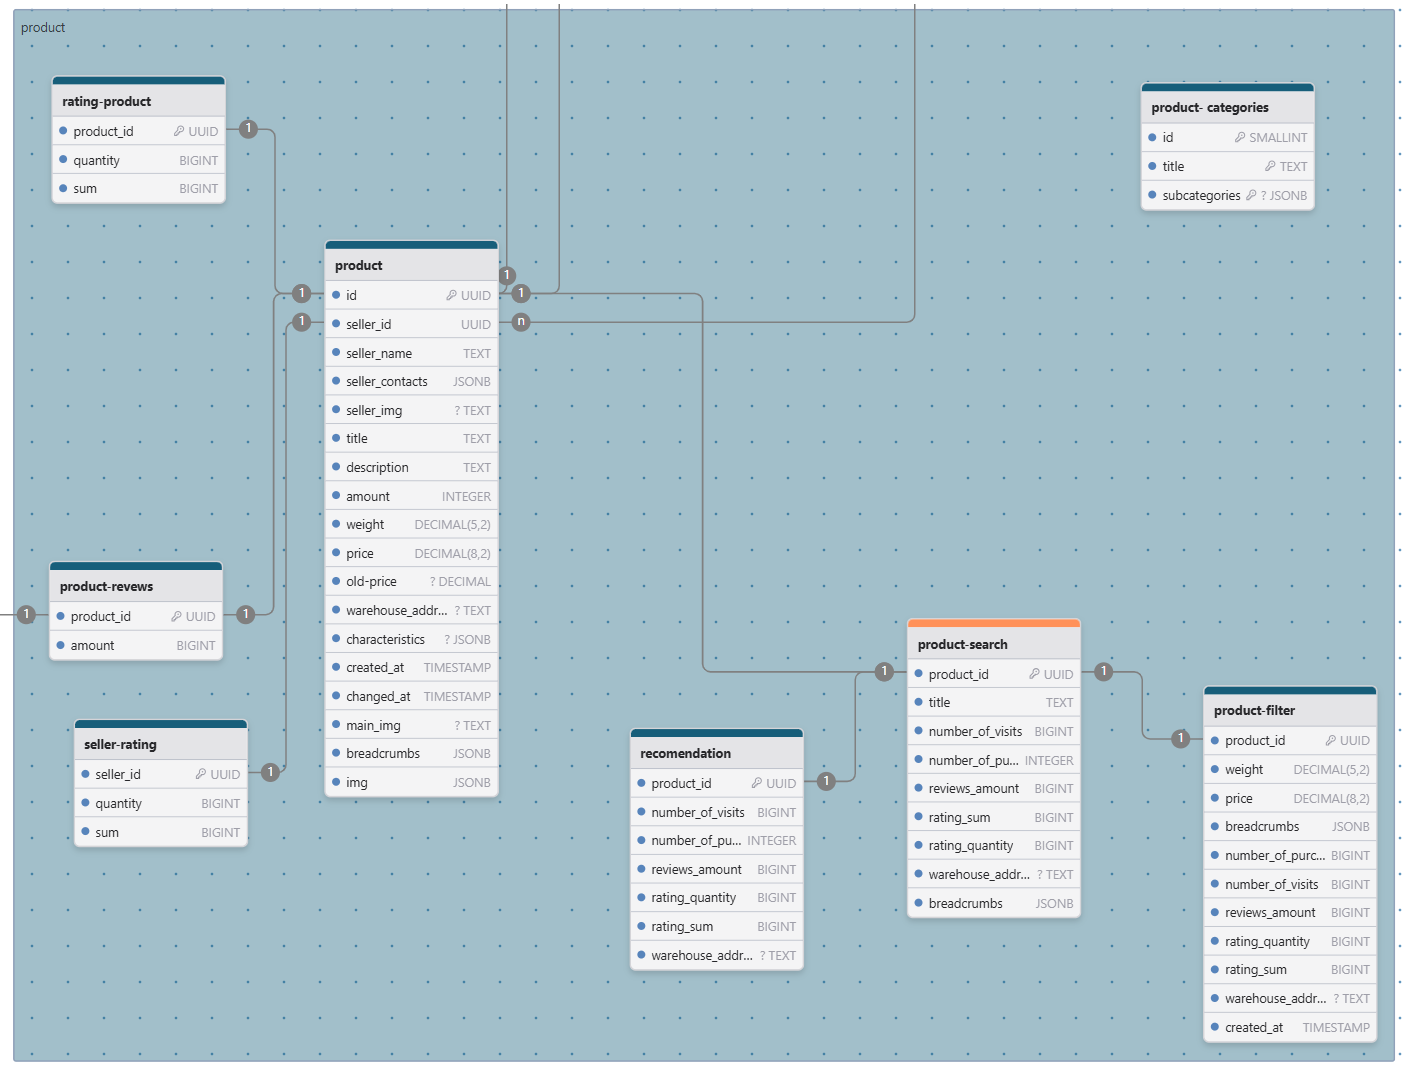 product
rating-product
product_id UUID
quantity BIGINT
sum BIGINT
product- categories
id SMALLINT
title TEXT
subcategories ? JSONB
1
product
id UUID
seller_id UUID
seller_name TEXT
seller_contacts JSONB
seller_img ? TEXT
title TEXT
description TEXT
amount INTEGER
weight DECIMAL(5,2)
price DECIMAL(8,2)
old-price ? DECIMAL
warehouse_addr... ? TEXT
characteristics ? JSONB
created_at TIMESTAMP
changed_at TIMESTAMP
main_img ? TEXT
breadcrumbs JSONB
img JSONB
1
1
1
1
n
product-revews
product_id UUID
amount BIGINT
1
1
seller-rating
seller_id UUID
quantity BIGINT
sum BIGINT
1
recomendation
product_id UUID
number_of_visits BIGINT
number_of_pu... INTEGER
reviews_amount BIGINT
rating_quantity BIGINT
rating_sum BIGINT
warehouse_addr... ? TEXT
1
product-search
product_id UUID
title TEXT
number_of_visits BIGINT
number_of_pu... INTEGER
reviews_amount BIGINT
rating_sum BIGINT
rating_quantity BIGINT
warehouse_addr... ? TEXT
breadcrumbs JSONB
1
1
product-filter
product_id UUID
weight DECIMAL(5,2)
price DECIMAL(8,2)
breadcrumbs JSONB
number_of_purc... BIGINT
number_of_visits BIGINT
reviews_amount BIGINT
rating_quantity BIGINT
rating_sum BIGINT
warehouse_addr... ? TEXT
created_at TIMESTAMP
1